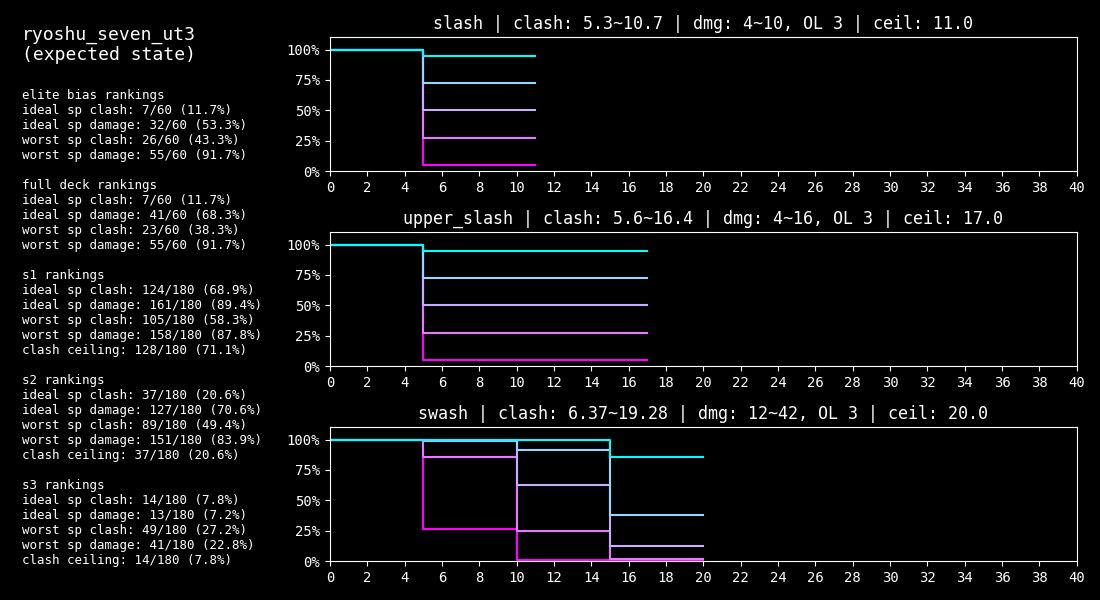 ryoshu_seven_ut3
(expected state)
elite bias rankings
ideal sp clash: 7/60 (11.7%)
ideal sp damage: 32/60 (53.3%)
worst sp clash: 26/60 (43.3%)
worst sp damage: 55/60 (91.7%)
full deck rankings
ideal sp clash: 7/60 (11.7%)
ideal sp damage: 41/60 (68.3%)
worst sp clash: 23/60 (38.3%)
worst sp damage: 55/60 (91.7%)
s1 rankings
ideal sp clash: 124/180 (68.9%)
ideal sp damage: 161/180 (89.4%)
worst sp clash: 105/180 (58.3%)
worst sp damage: 158/180 (87.8%)
clash ceiling: 128/180 (71.1%)
s2 rankings
ideal sp clash: 37/180 (20.6%)
ideal sp damage: 127/180 (70.6%)
worst sp clash: 89/180 (49.4%)
worst sp damage: 151/180 (83.9%)
clash ceiling: 37/180 (20.6%)
s3 rankings
ideal sp clash: 14/180 (7.8%)
ideal sp damage: 13/180 (7.2%)
worst sp clash: 49/180 (27.2%)
worst sp damage: 41/180 (22.8%)
clash ceiling: 14/180 (7.8%)
slash | clash: 5.3~10.7 | dmg: 4~10, OL 3 | ceil: 11.0
100%
75%
50%
25%
0%
0 2 4 6 8 10 12 14 16 18 20 22 24 26 28 30 32 34 36 38 40
upper_slash | clash: 5.6~16.4 | dmg: 4~16, OL 3 | ceil: 17.0
100%
75%
50%
25%
0%
0 2 4 6 8 10 12 14 16 18 20 22 24 26 28 30 32 34 36 38 40
swash | clash: 6.37~19.28 | dmg: 12~42, OL 3 | ceil: 20.0
100%
75%
50%
25%
0%
0 2 4 6 8 10 12 14 16 18 20 22 24 26 28 30 32 34 36 38 40